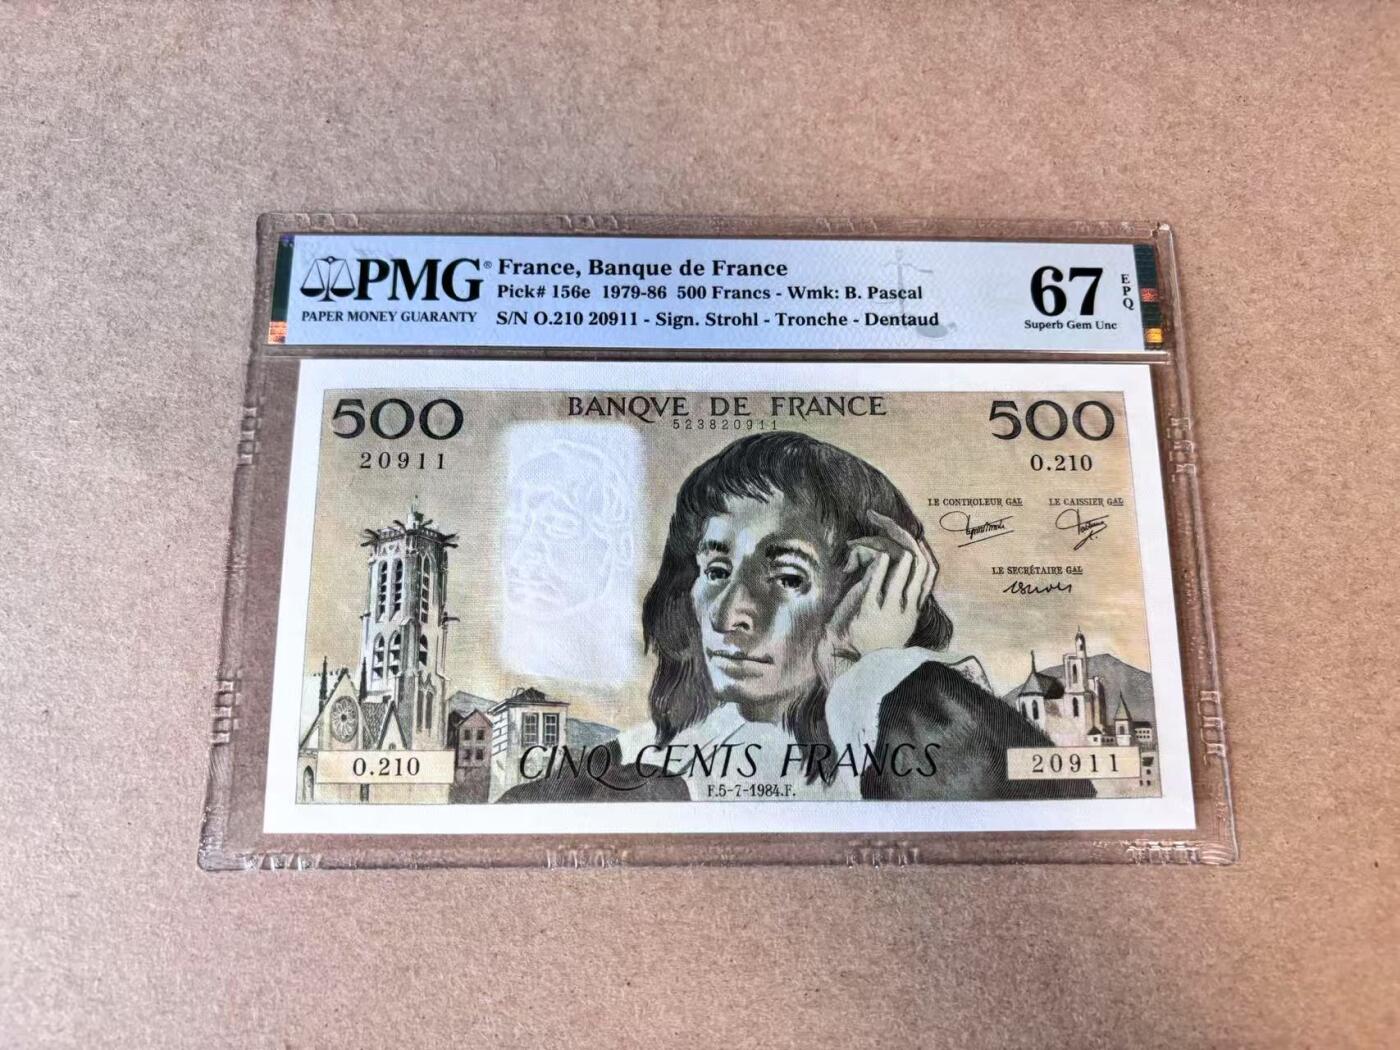 PMG®
PAPER MONEY GUARANTY
France, Banque de France
Pick# 156e 1979-86 500 Francs - Wmk: B. Pascal
S/N O.210 20911 - Sign. Strohl - Tronche - Dentaud
67
EPQ
Superb Gem Unc
500
BANQVE DE FRANCE
500
523820911
20911
O.210
LE CONTROLEUR GAL
LE CAISSIER GAL
LE SECRÉTAIRE GAL
O.210
CINQ CENTS FRANCS
20911
F.5-7-1984.F.